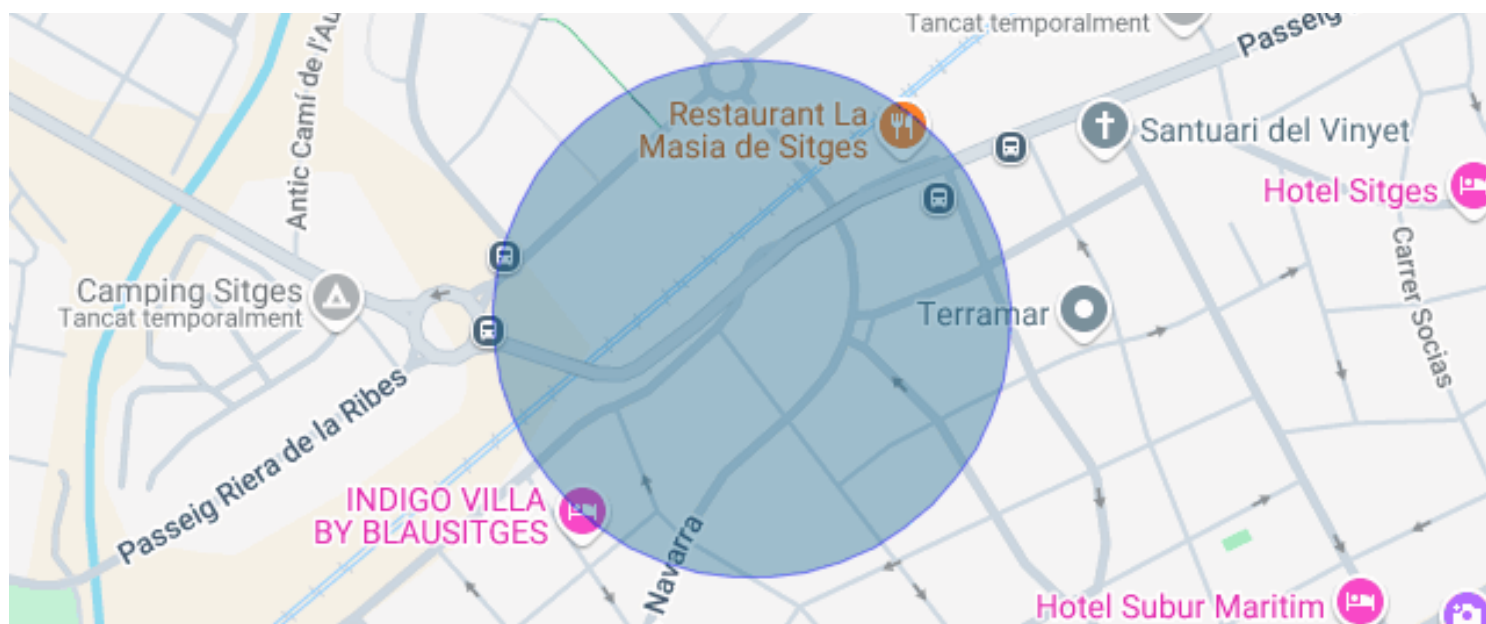 Tancat temporalment
Passeig
Antic Camí de l'Au
Restaurant La
Masia de Sitges
Santuari del Vinyet
Hotel Sitges
Camping Sitges
Tancat temporalment
Terramar
Carrer Socias
Passeig Riera de la Ribes
INDIGO VILLA
BY BLAUSITGES
Navarra
Hotel Subur Maritim